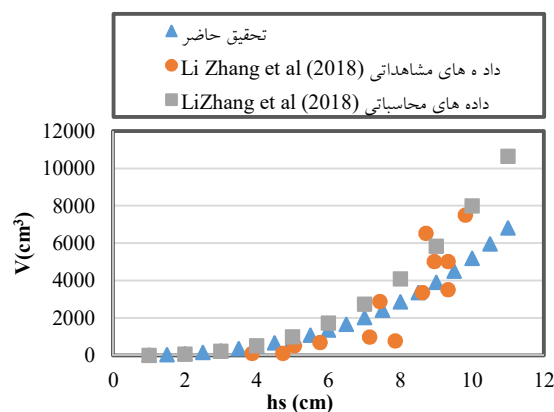 تحقیق حاضر
داد ه های مشاهداتی Li Zhang et al (2018)
داده های محاسباتی LiZhang et al (2018)
12000
10000
8000
6000
4000
2000
0
V(cm³)
0 2 4 6 8 10 12
hs (cm)